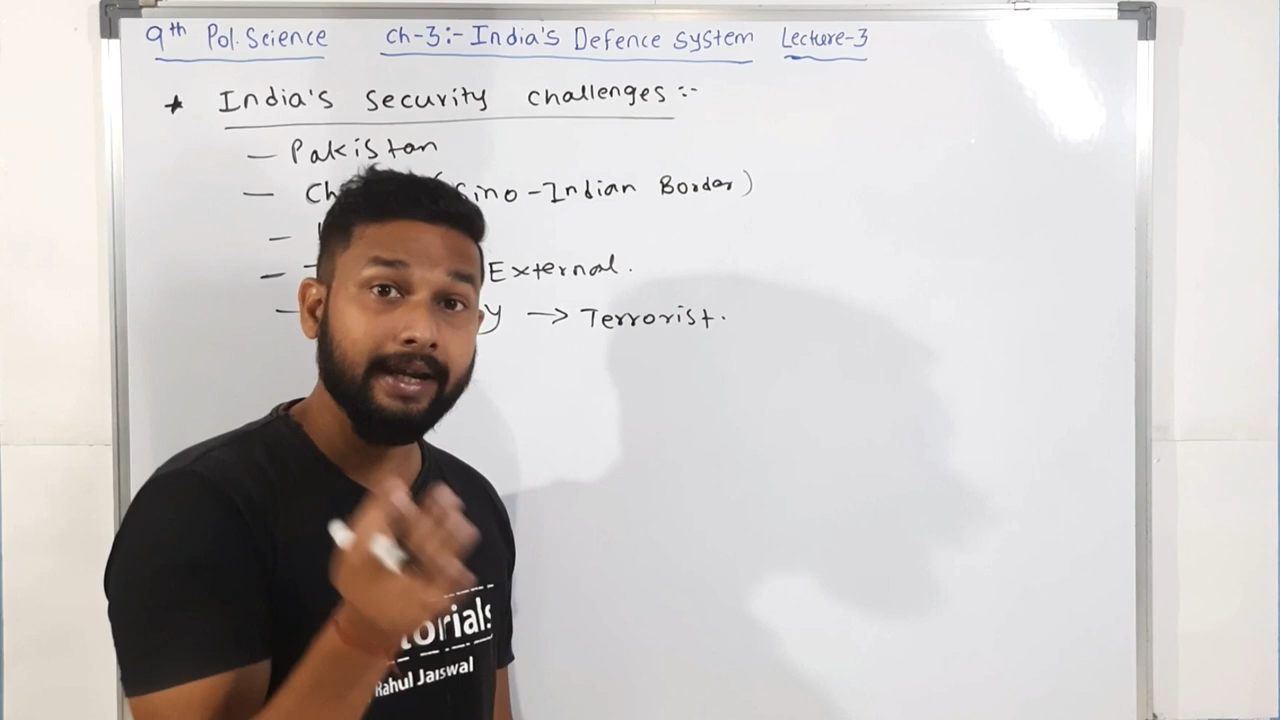 9th Pol. Science Ch-3:- India's Defence system Lecture-3
* India's security challenges :-
— Pakistan
— (Sino-Indian Border)
—
— External.
— → Terrorist.
torials
Rahul Jaiswal